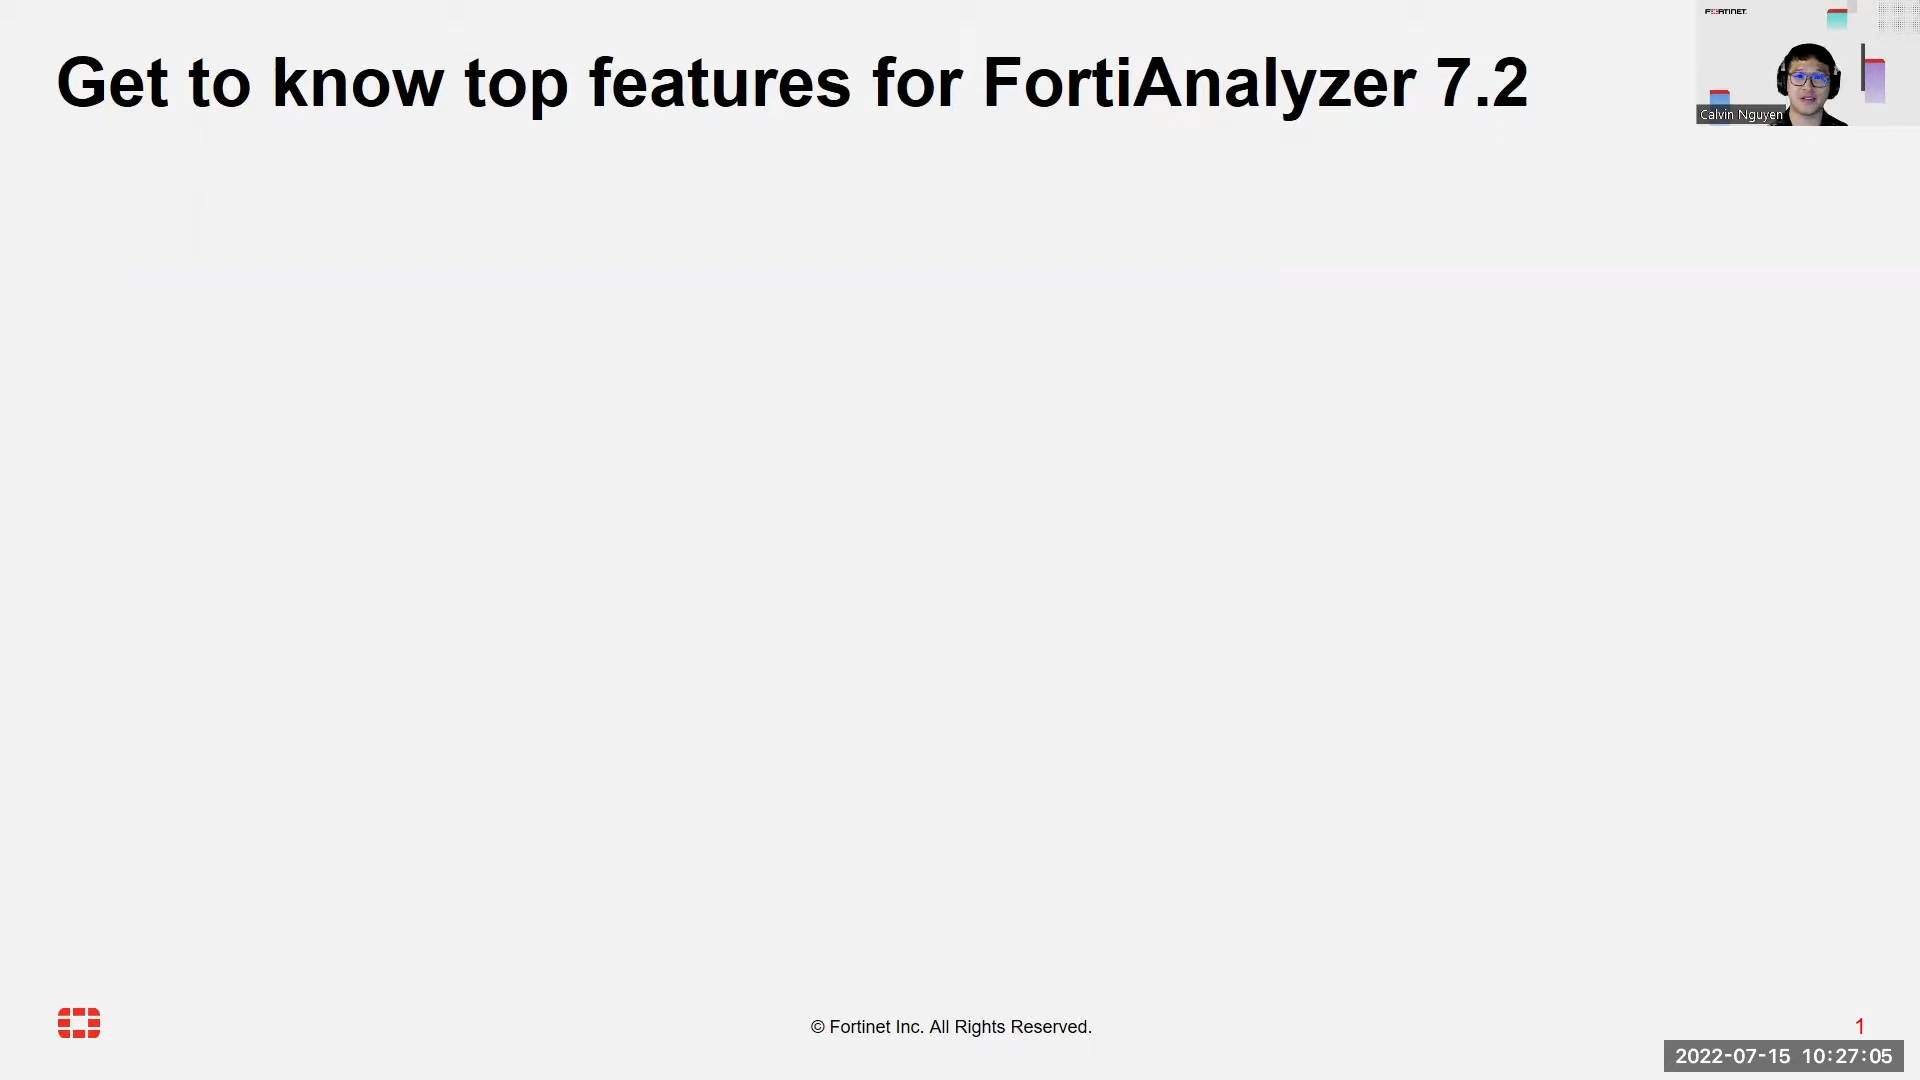 Get to know top features for FortiAnalyzer 7.2
FORTINET
Calvin Nguyen
© Fortinet Inc. All Rights Reserved.
1
2022-07-15 10:27:05